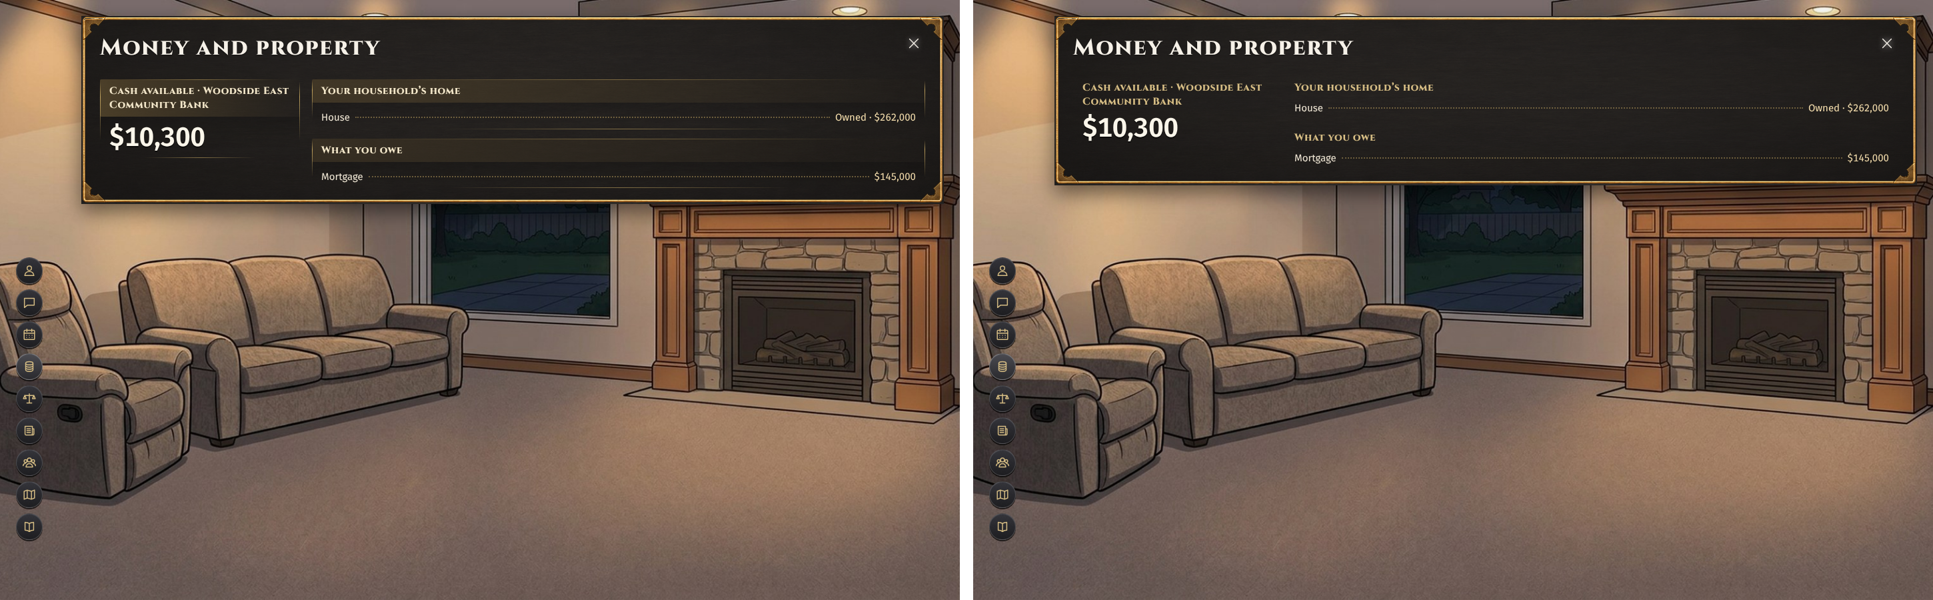 Money and property
Cash available · Woodside East
Community Bank
$10,300
Your household's home
House Owned · $262,000
What you owe
Mortgage $145,000
Money and property
Cash available · Woodside East
Community Bank
$10,300
Your household's home
House Owned · $262,000
What you owe
Mortgage $145,000